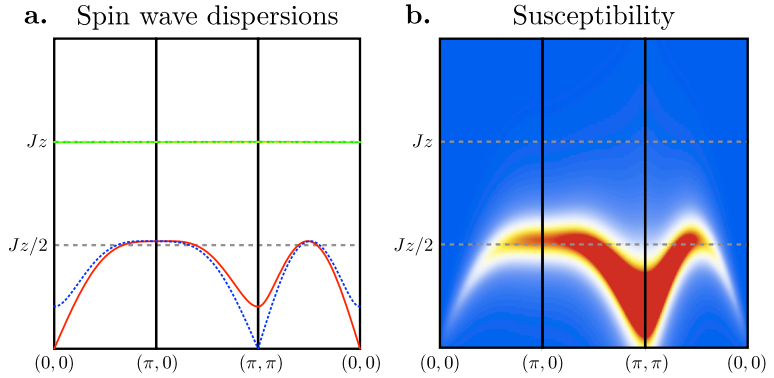 a. Spin wave dispersions
Jz
Jz/2
(0, 0) (π, 0) (π, π) (0, 0)
b. Susceptibility
Jz
Jz/2
(0, 0) (π, 0) (π, π) (0, 0)